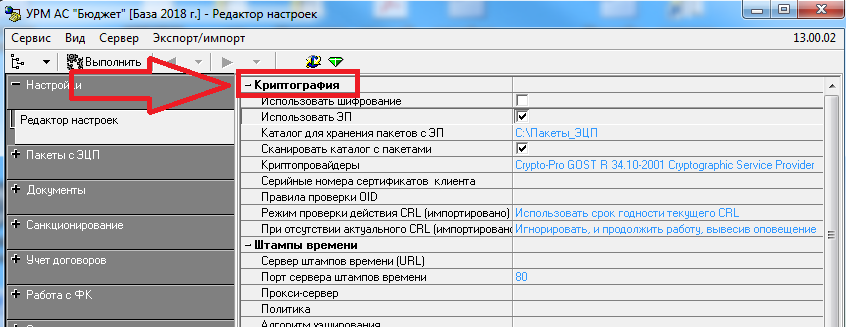 УРМ АС "Бюджет" [База 2018 г.] - Редактор настроек
Сервис Вид Сервер Экспорт/импорт 13.00.02
Выполнить
Настройки
Редактор настроек
Пакеты с ЭЦП
Документы
Санкционирование
Учет договоров
Работа с ФК
Криптография
Использовать шифрование
Использовать ЭП
Каталог для хранения пакетов с ЭП C:\Пакеты_ЭЦП
Сканировать каталог с пакетами
Криптопровайдеры Crypto-Pro GOST R 34.10-2001 Cryptographic Service Provider
Серийные номера сертификатов клиента
Правила проверки OID
Режим проверки действия CRL (импортировано) Использовать срок годности текущего CRL
При отсутствии актуального CRL (импортировано Игнорировать, и продолжить работу, вывесив оповещение
Штампы времени
Сервер штампов времени (URL)
Порт сервера штампов времени 80
Прокси-сервер
Политика
Алгоритм хэширования